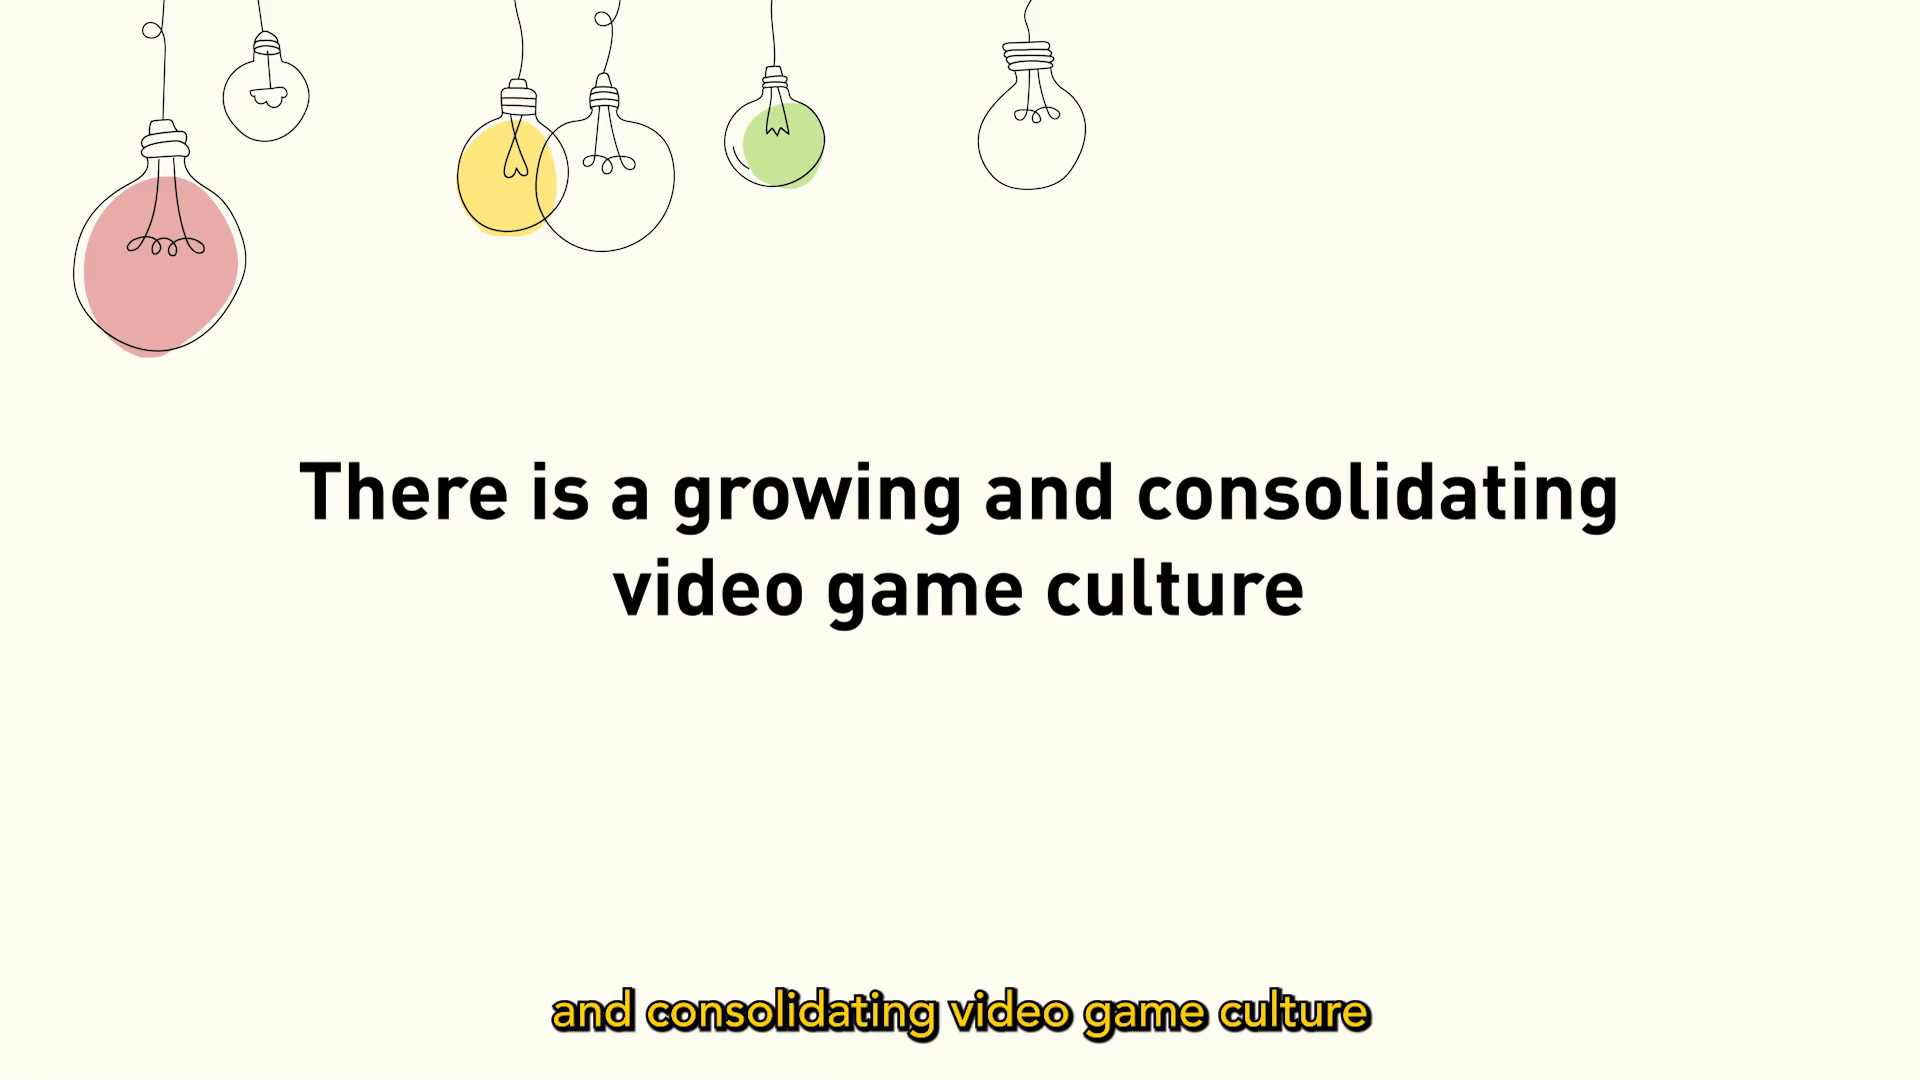 There is a growing and consolidating
video game culture
and consolidating video game culture